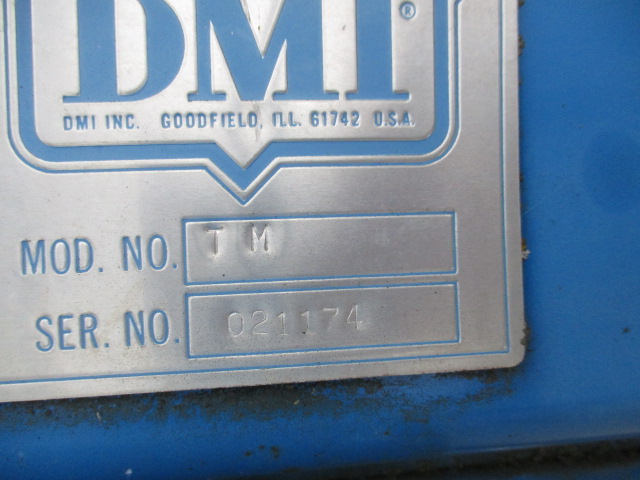 DMI ®
DMI INC. GOODFIELD, ILL. 61742 U.S.A.
MOD. NO. T M
SER. NO. 021174